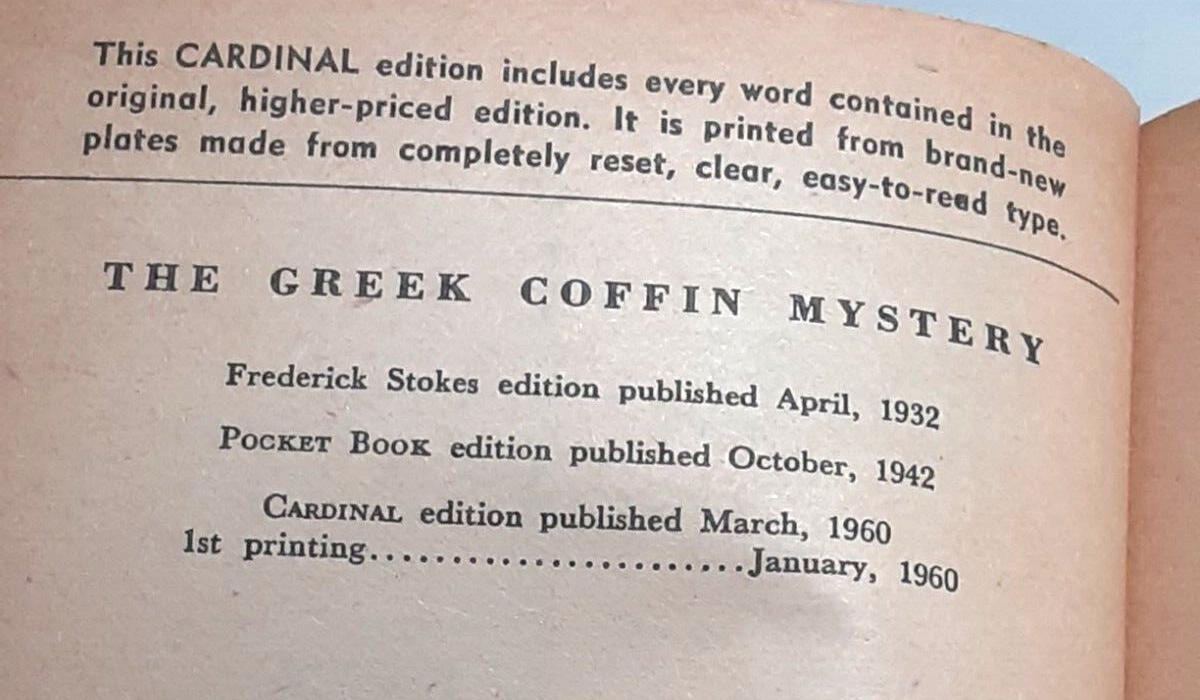 This CARDINAL edition includes every word contained in the
original, higher-priced edition. It is printed from brand-new
plates made from completely reset, clear, easy-to-read type.
THE GREEK COFFIN MYSTERY
Frederick Stokes edition published April, 1932
POCKET BOOK edition published October, 1942
CARDINAL edition published March, 1960
1st printing.......................January, 1960